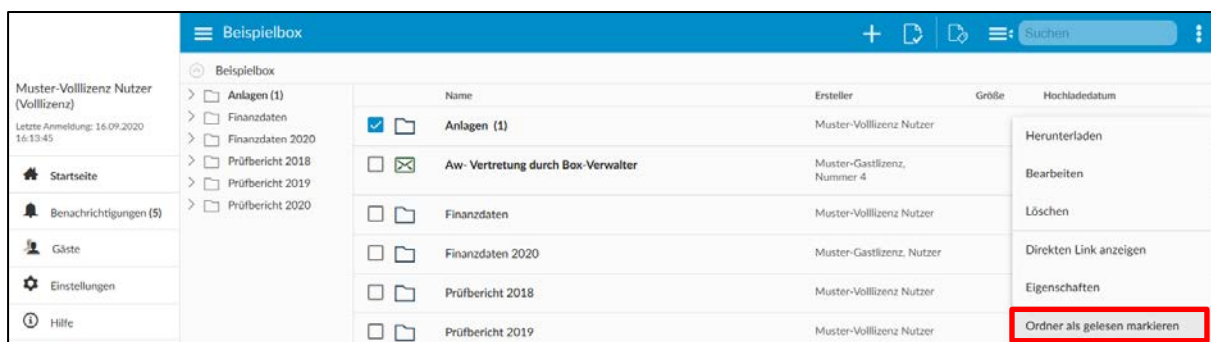 Beispielbox
Suchen
Muster-Volllizenz Nutzer
(Volllizenz)
Letzte Anmeldung: 16.09.2020
16:13:45
Startseite
Benachrichtigungen (5)
Gäste
Einstellungen
Hilfe
Beispielbox
Anlagen (1)
Finanzdaten
Finanzdaten 2020
Prüfbericht 2018
Prüfbericht 2019
Prüfbericht 2020
Name Ersteller Größe Hochladedatum
Anlagen (1) Muster-Volllizenz Nutzer
Aw- Vertretung durch Box-Verwalter Muster-Gastlizenz,
Nummer 4
Finanzdaten Muster-Volllizenz Nutzer
Finanzdaten 2020 Muster-Gastlizenz, Nutzer
Prüfbericht 2018 Muster-Volllizenz Nutzer
Prüfbericht 2019 Muster-Volllizenz Nutzer
Herunterladen
Bearbeiten
Löschen
Direkten Link anzeigen
Eigenschaften
Ordner als gelesen markieren